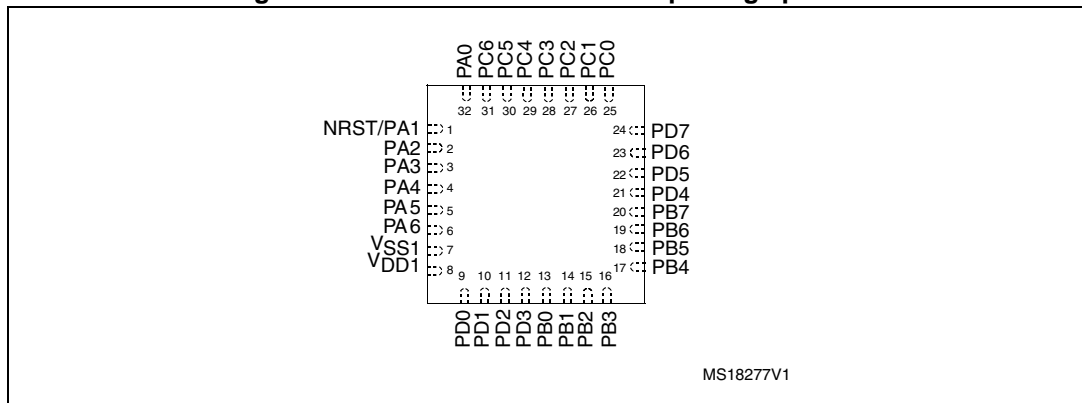 PA0 PC6 PC5 PC4 PC3 PC2 PC1 PC0
32 31 30 29 28 27 26 25
NRST/PA1 1 24 PD7
PA2 2 23 PD6
PA3 3 22 PD5
PA4 4 21 PD4
PA5 5 20 PB7
PA6 6 19 PB6
VSS1 7 18 PB5
VDD1 8 17 PB4
9 10 11 12 13 14 15 16
PD0 PD1 PD2 PD3 PB0 PB1 PB2 PB3
MS18277V1